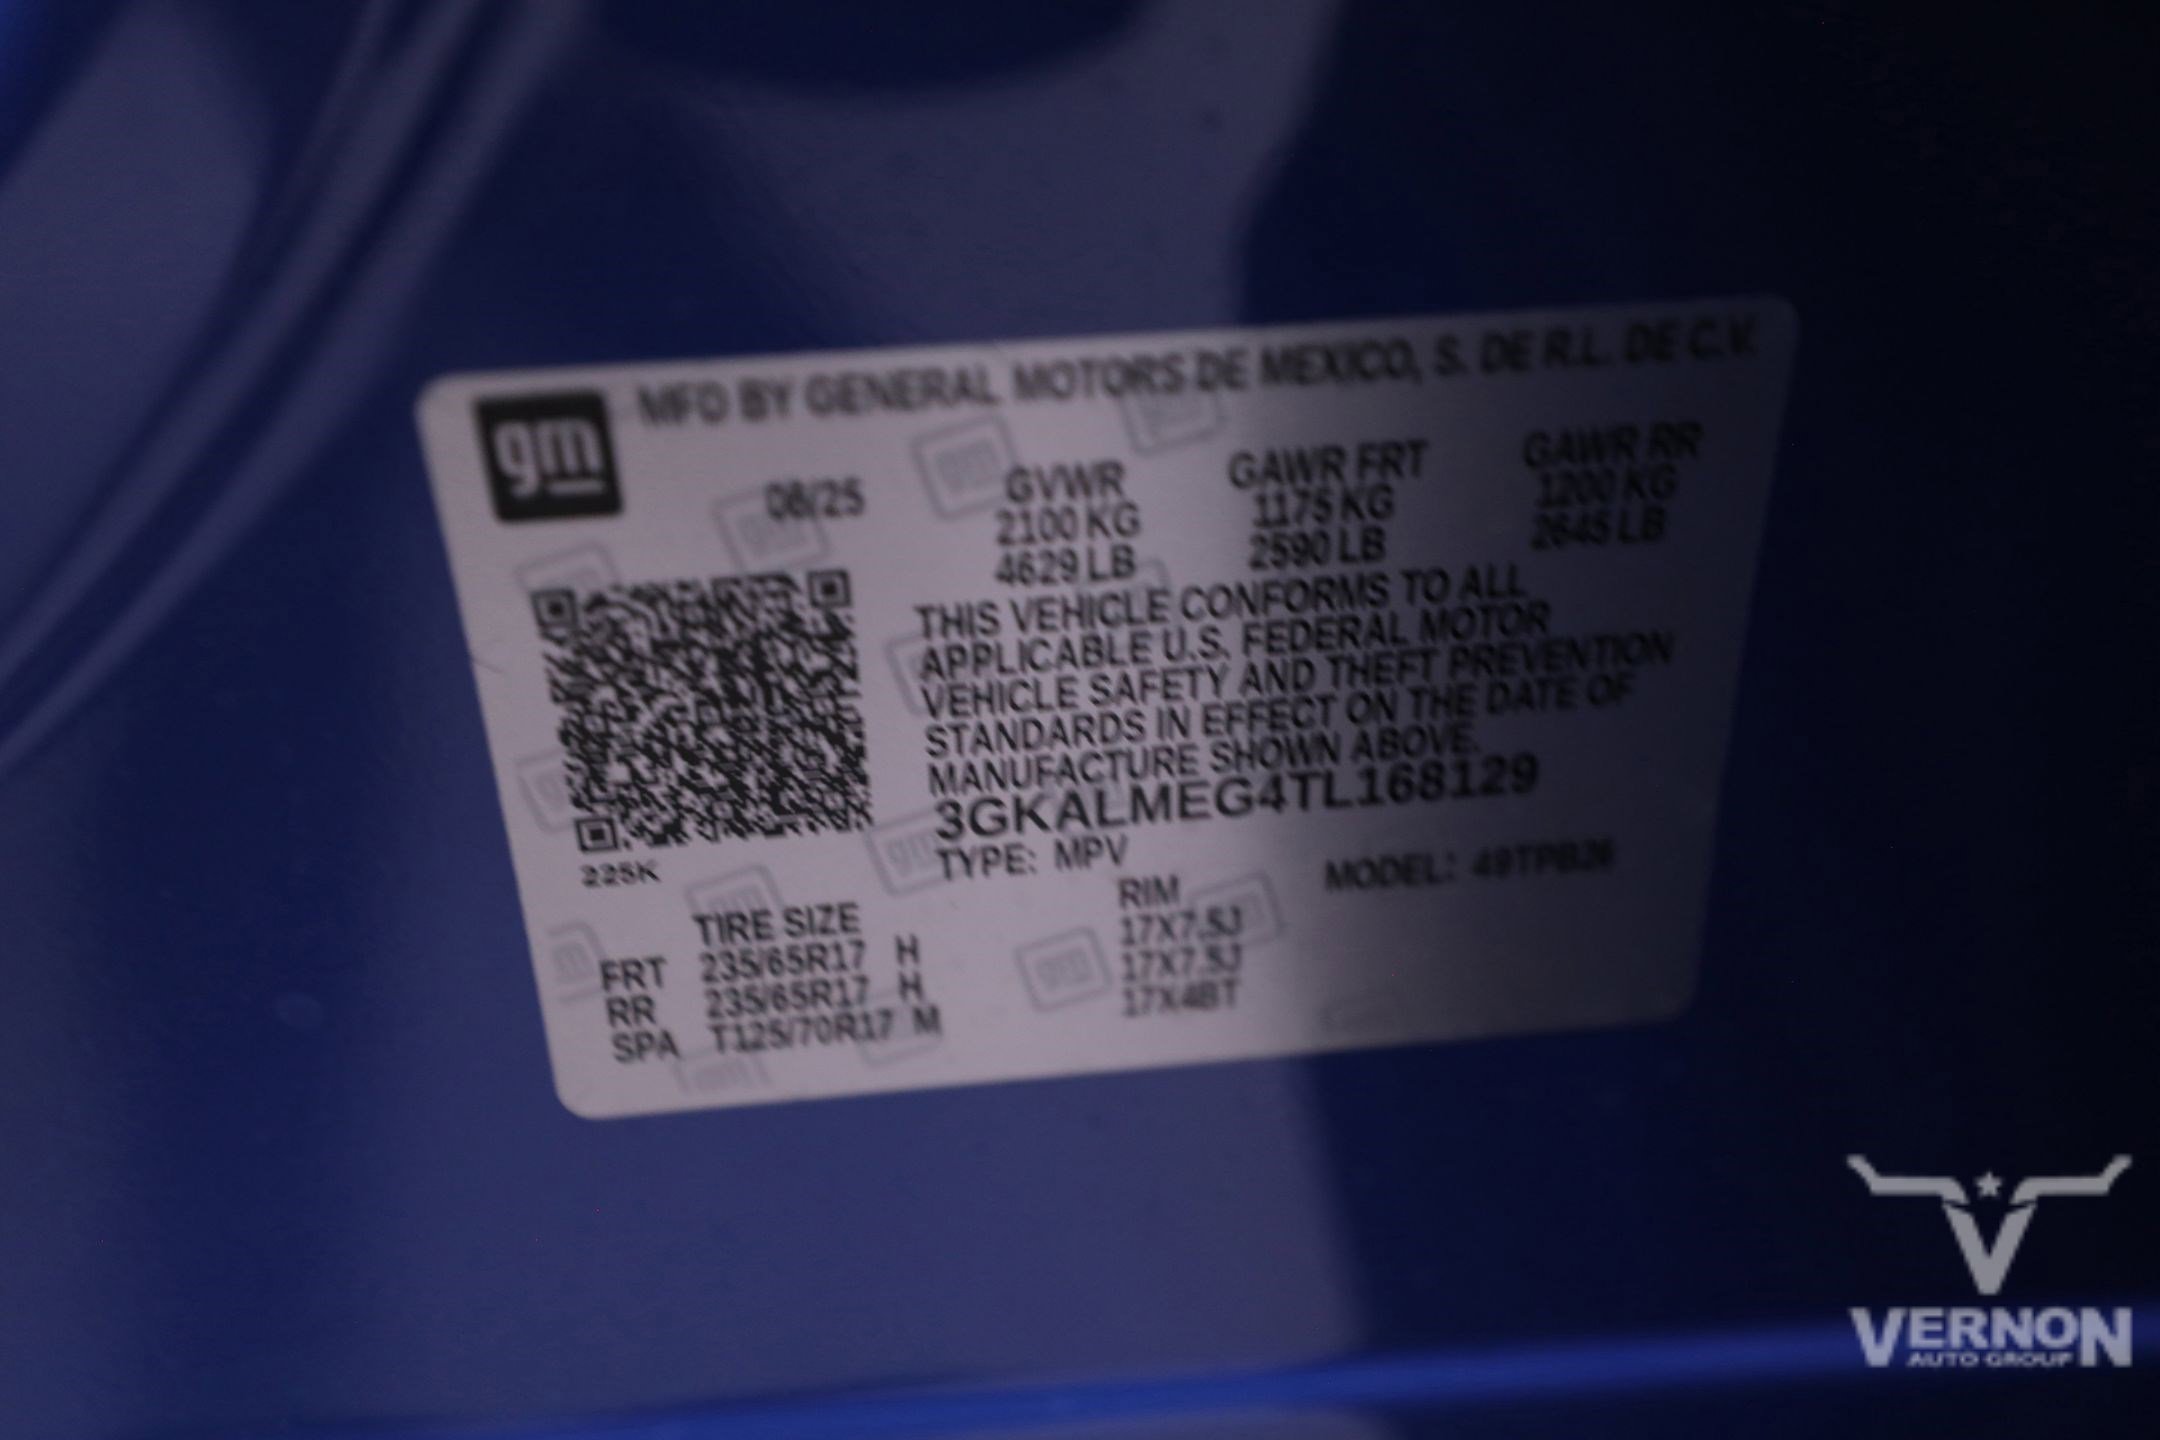 gm
MFD BY GENERAL MOTORS DE MEXICO, S. DE R.L. DE C.V.
08/25
GVWR GAWR FRT GAWR RR
2100 KG 1175 KG 1200 KG
4629 LB 2590 LB 2645 LB
THIS VEHICLE CONFORMS TO ALL
APPLICABLE U.S. FEDERAL MOTOR
VEHICLE SAFETY AND THEFT PREVENTION
STANDARDS IN EFFECT ON THE DATE OF
MANUFACTURE SHOWN ABOVE.
3GKALMEG4TL168129
TYPE: MPV MODEL: 49TPB26
225K
TIRE SIZE RIM
FRT 235/65R17 H 17X7.5J
RR 235/65R17 H 17X7.5J
SPA T125/70R17 M 17X4BT
VERNON
AUTO GROUP